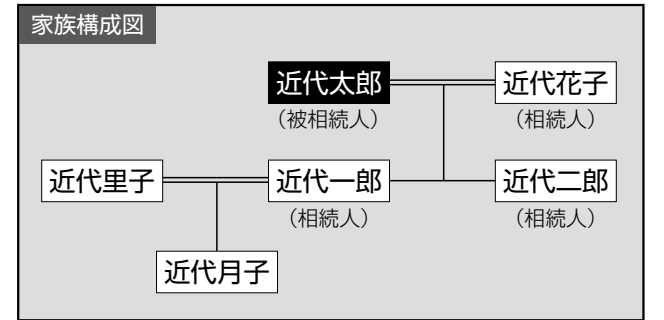 家族構成図
近代太郎
(被相続人)
近代花子
(相続人)
近代里子
近代一郎
(相続人)
近代二郎
(相続人)
近代月子